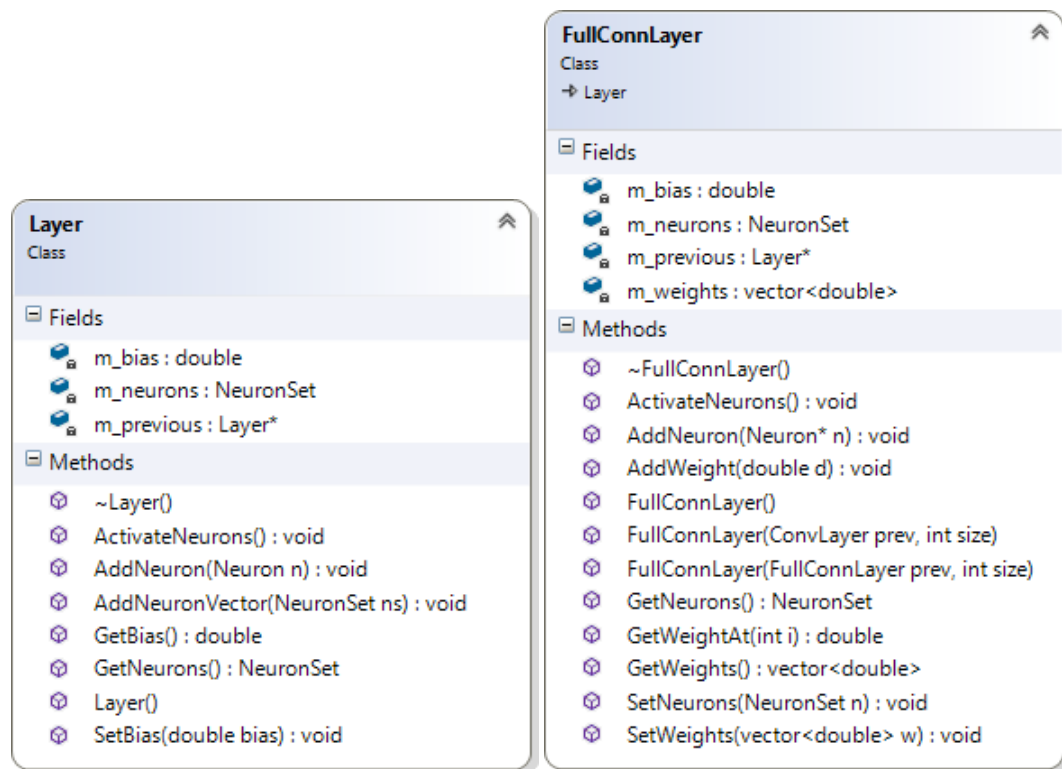 Layer
Class
Fields
m_bias : double
m_neurons : NeuronSet
m_previous : Layer*
Methods
~Layer()
ActivateNeurons() : void
AddNeuron(Neuron n) : void
AddNeuronVector(NeuronSet ns) : void
GetBias() : double
GetNeurons() : NeuronSet
Layer()
SetBias(double bias) : void
FullConnLayer
Class
Layer
Fields
m_bias : double
m_neurons : NeuronSet
m_previous : Layer*
m_weights : vector<double>
Methods
~FullConnLayer()
ActivateNeurons() : void
AddNeuron(Neuron* n) : void
AddWeight(double d) : void
FullConnLayer()
FullConnLayer(ConvLayer prev, int size)
FullConnLayer(FullConnLayer prev, int size)
GetNeurons() : NeuronSet
GetWeightAt(int i) : double
GetWeights() : vector<double>
SetNeurons(NeuronSet n) : void
SetWeights(vector<double> w) : void